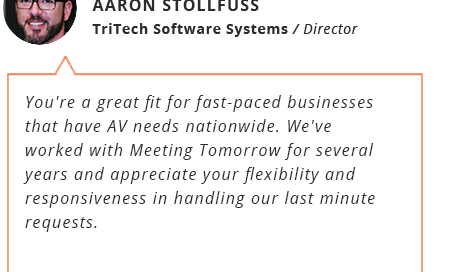 AARON STOLLFUSS
TriTech Software Systems / Director
You're a great fit for fast-paced businesses
that have AV needs nationwide. We've
worked with Meeting Tomorrow for several
years and appreciate your flexibility and
responsiveness in handling our last minute
requests.